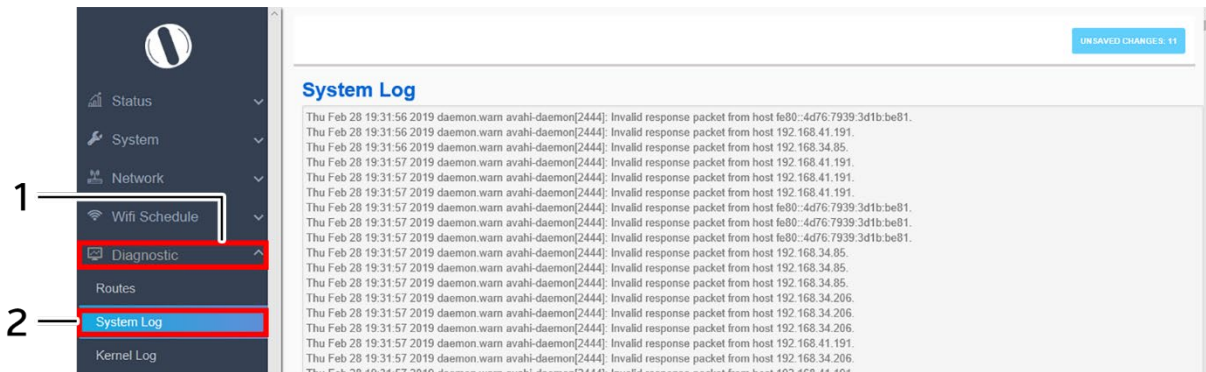 UNSAVED CHANGES: 11
Status
System
Network
1
Wifi Schedule
Diagnostic
Routes
2
System Log
Kernel Log
System Log
Thu Feb 28 19:31:56 2019 daemon.warn avahi-daemon[2444]: Invalid response packet from host fe80::4d76:7939:3d1b:be81.
Thu Feb 28 19:31:56 2019 daemon.warn avahi-daemon[2444]: Invalid response packet from host 192.168.41.191.
Thu Feb 28 19:31:56 2019 daemon.warn avahi-daemon[2444]: Invalid response packet from host 192.168.34.85.
Thu Feb 28 19:31:57 2019 daemon.warn avahi-daemon[2444]: Invalid response packet from host 192.168.41.191.
Thu Feb 28 19:31:57 2019 daemon.warn avahi-daemon[2444]: Invalid response packet from host 192.168.41.191.
Thu Feb 28 19:31:57 2019 daemon.warn avahi-daemon[2444]: Invalid response packet from host 192.168.41.191.
Thu Feb 28 19:31:57 2019 daemon.warn avahi-daemon[2444]: Invalid response packet from host fe80::4d76:7939:3d1b:be81.
Thu Feb 28 19:31:57 2019 daemon.warn avahi-daemon[2444]: Invalid response packet from host fe80::4d76:7939:3d1b:be81.
Thu Feb 28 19:31:57 2019 daemon.warn avahi-daemon[2444]: Invalid response packet from host fe80::4d76:7939:3d1b:be81.
Thu Feb 28 19:31:57 2019 daemon.warn avahi-daemon[2444]: Invalid response packet from host 192.168.34.85.
Thu Feb 28 19:31:57 2019 daemon.warn avahi-daemon[2444]: Invalid response packet from host 192.168.34.85.
Thu Feb 28 19:31:57 2019 daemon.warn avahi-daemon[2444]: Invalid response packet from host 192.168.34.85.
Thu Feb 28 19:31:57 2019 daemon.warn avahi-daemon[2444]: Invalid response packet from host 192.168.34.206.
Thu Feb 28 19:31:57 2019 daemon.warn avahi-daemon[2444]: Invalid response packet from host 192.168.34.206.
Thu Feb 28 19:31:57 2019 daemon.warn avahi-daemon[2444]: Invalid response packet from host 192.168.34.206.
Thu Feb 28 19:31:57 2019 daemon.warn avahi-daemon[2444]: Invalid response packet from host 192.168.41.191.
Thu Feb 28 19:31:57 2019 daemon.warn avahi-daemon[2444]: Invalid response packet from host 192.168.34.206.